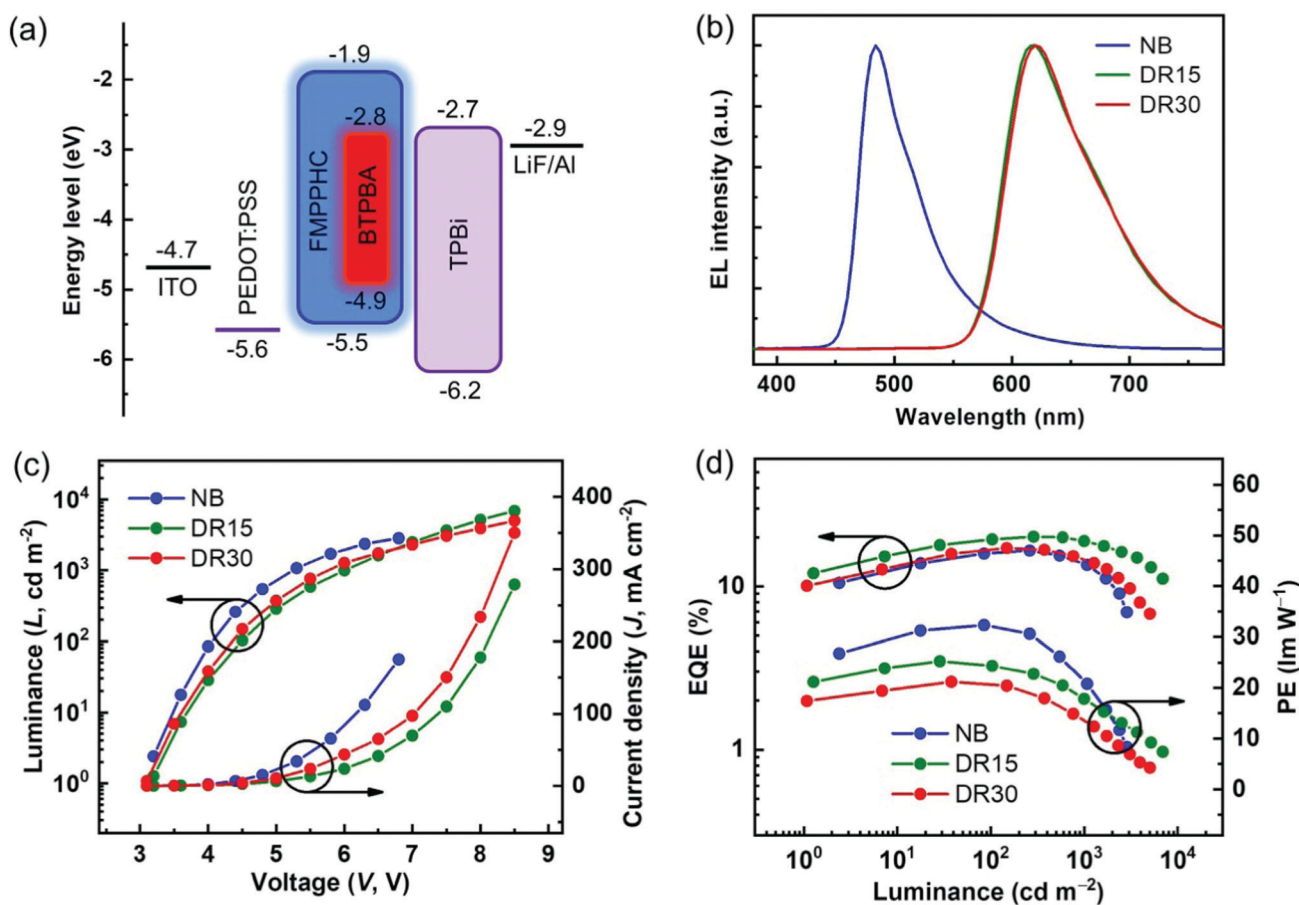 (a)
Energy level (eV)
-2
-3
-4
-5
-6
-4.7
ITO
PEDOT:PSS
-5.6
-1.9
FMPPHC
-2.8
BTPBA
-4.9
-5.5
-2.7
TPBi
-6.2
-2.9
LiF/Al
(b)
EL intensity (a.u.)
NB
DR15
DR30
400 500 600 700
Wavelength (nm)
(c)
Luminance (L, cd m⁻²)
10⁴
10³
10²
10¹
10⁰
NB
DR15
DR30
400
300
200
100
0
Current density (J, mA cm⁻²)
3 4 5 6 7 8 9
Voltage (V, V)
(d)
EQE (%)
10
1
NB
DR15
DR30
60
50
40
30
20
10
0
PE (lm W⁻¹)
10⁰ 10¹ 10² 10³ 10⁴
Luminance (cd m⁻²)